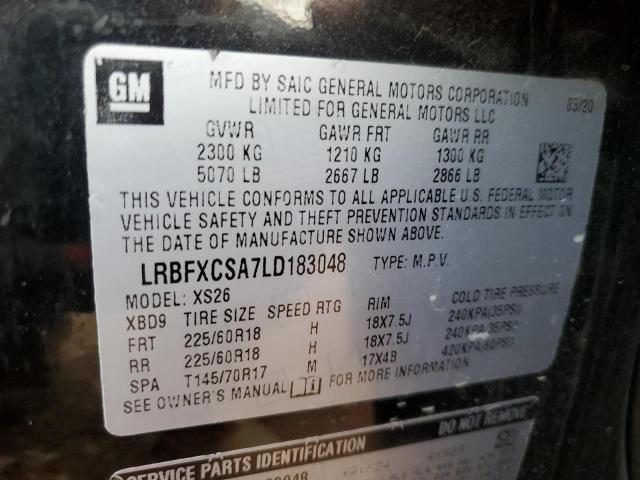 GM
MFD BY SAIC GENERAL MOTORS CORPORATION
LIMITED FOR GENERAL MOTORS LLC 09/20
GVWR GAWR FRT GAWR RR
2300 KG 1210 KG 1300 KG
5070 LB 2667 LB 2866 LB
THIS VEHICLE CONFORMS TO ALL APPLICABLE U.S. FEDERAL MOTOR
VEHICLE SAFETY AND THEFT PREVENTION STANDARDS IN EFFECT ON
THE DATE OF MANUFACTURE SHOWN ABOVE.
LRBFXCSA7LD183048 TYPE: M.P.V.
MODEL: XS26
XBD9 TIRE SIZE SPEED RTG RIM COLD TIRE PRESSURE
FRT 225/60R18 H 18X7.5J 240KPA(35PSI)
RR 225/60R18 H 18X7.5J 240KPA(35PSI)
SPA T145/70R17 M 17X4B 420KPA(60PSI)
SEE OWNER'S MANUAL FOR MORE INFORMATION
SERVICE PARTS IDENTIFICATION DO NOT REMOVE